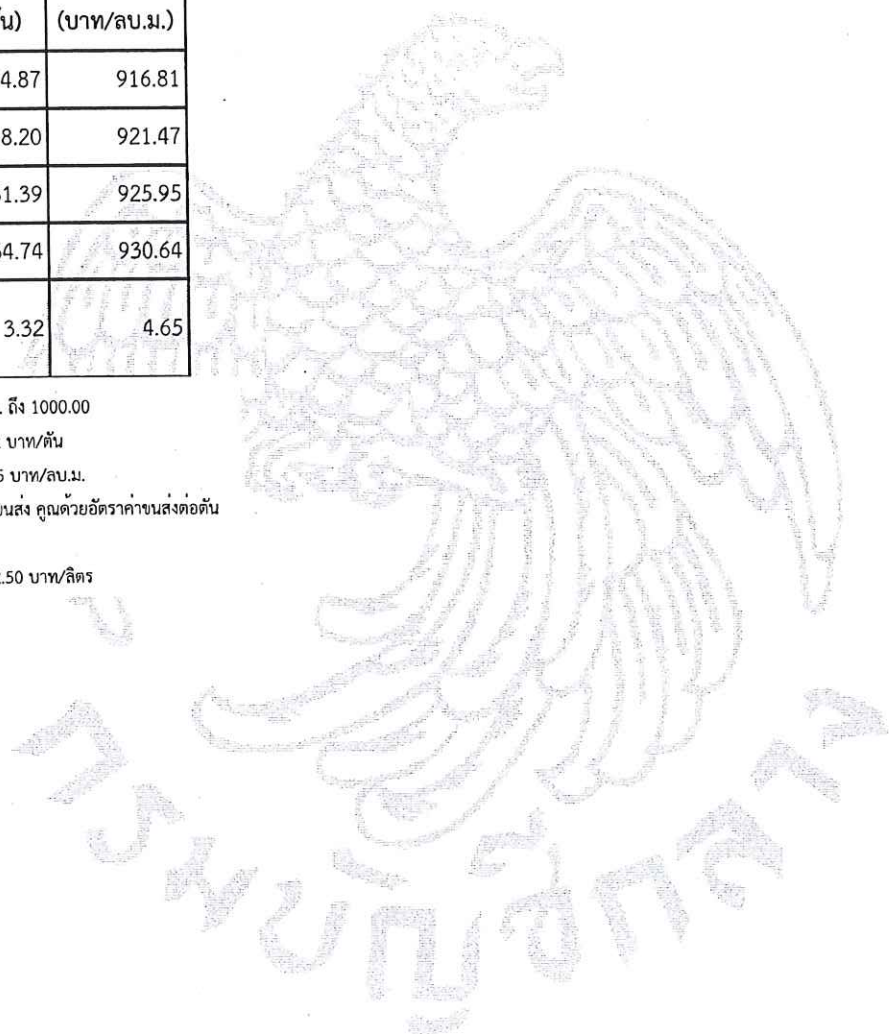 น) (บาท/ลบ.ม.)
4.87 916.81
8.20 921.47
1.39 925.95
4.74 930.64
3.32 4.65
. ถึง 1000.00
บาท/ตัน
บาท/ลบ.ม.
นส่ง คูณด้วยอัตราค่าขนส่งต่อตัน
.50 บาท/ลิตร
กรมบัญชีกลาง